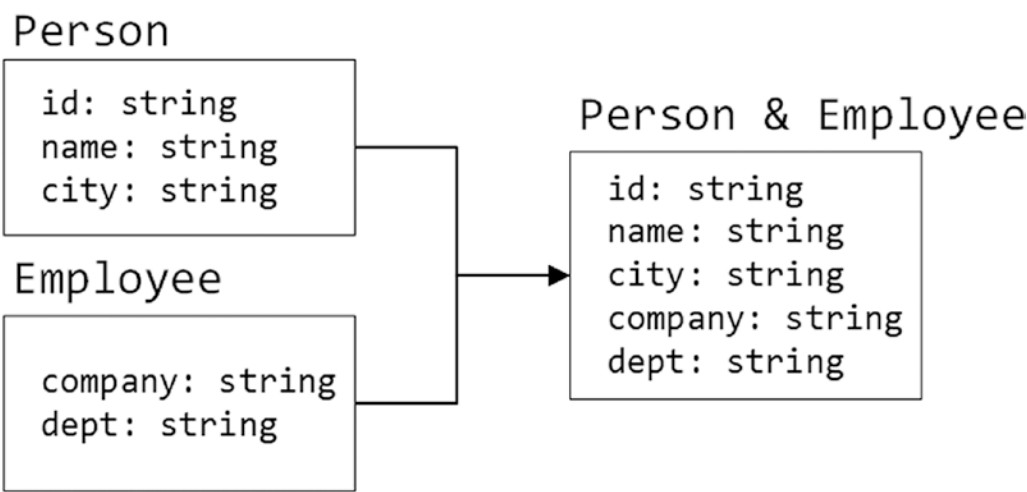 Person
id: string
name: string
city: string
Employee
company: string
dept: string
Person & Employee
id: string
name: string
city: string
company: string
dept: string